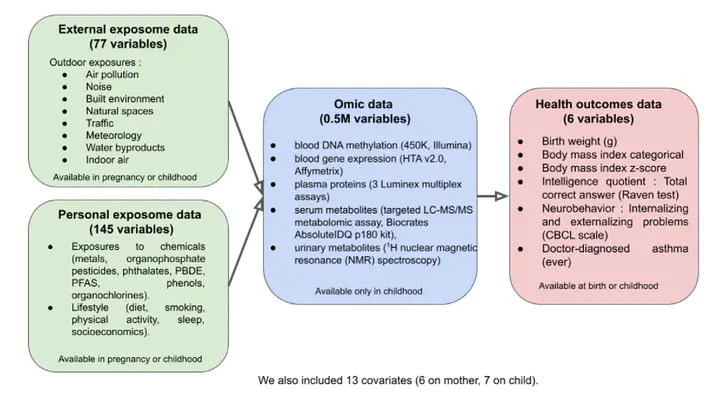 External exposome data
(77 variables)
Outdoor exposures :
● Air pollution
● Noise
● Built environment
● Natural spaces
● Traffic
● Meteorology
● Water byproducts
● Indoor air
Available in pregnancy or childhood
Personal exposome data
(145 variables)
● Exposures to chemicals
(metals, organophosphate
pesticides, phthalates, PBDE,
PFAS, phenols,
organochlorines).
● Lifestyle (diet, smoking,
physical activity, sleep,
socioeconomics).
Available in pregnancy or childhood
Omic data
(0.5M variables)
● blood DNA methylation (450K, Illumina)
● blood gene expression (HTA v2.0,
Affymetrix)
● plasma proteins (3 Luminex multiplex
assays)
● serum metabolites (targeted LC-MS/MS
metabolomic assay, Biocrates
AbsoluteIDQ p180 kit),
● urinary metabolites (¹H nuclear magnetic
resonance (NMR) spectroscopy)
Available only in childhood
Health outcomes data
(6 variables)
● Birth weight (g)
● Body mass index categorical
● Body mass index z-score
● Intelligence quotient : Total
correct answer (Raven test)
● Neurobehavior : Internalizing
and externalizing problems
(CBCL scale)
● Doctor-diagnosed asthma
(ever)
Available at birth or childhood
We also included 13 covariates (6 on mother, 7 on child).